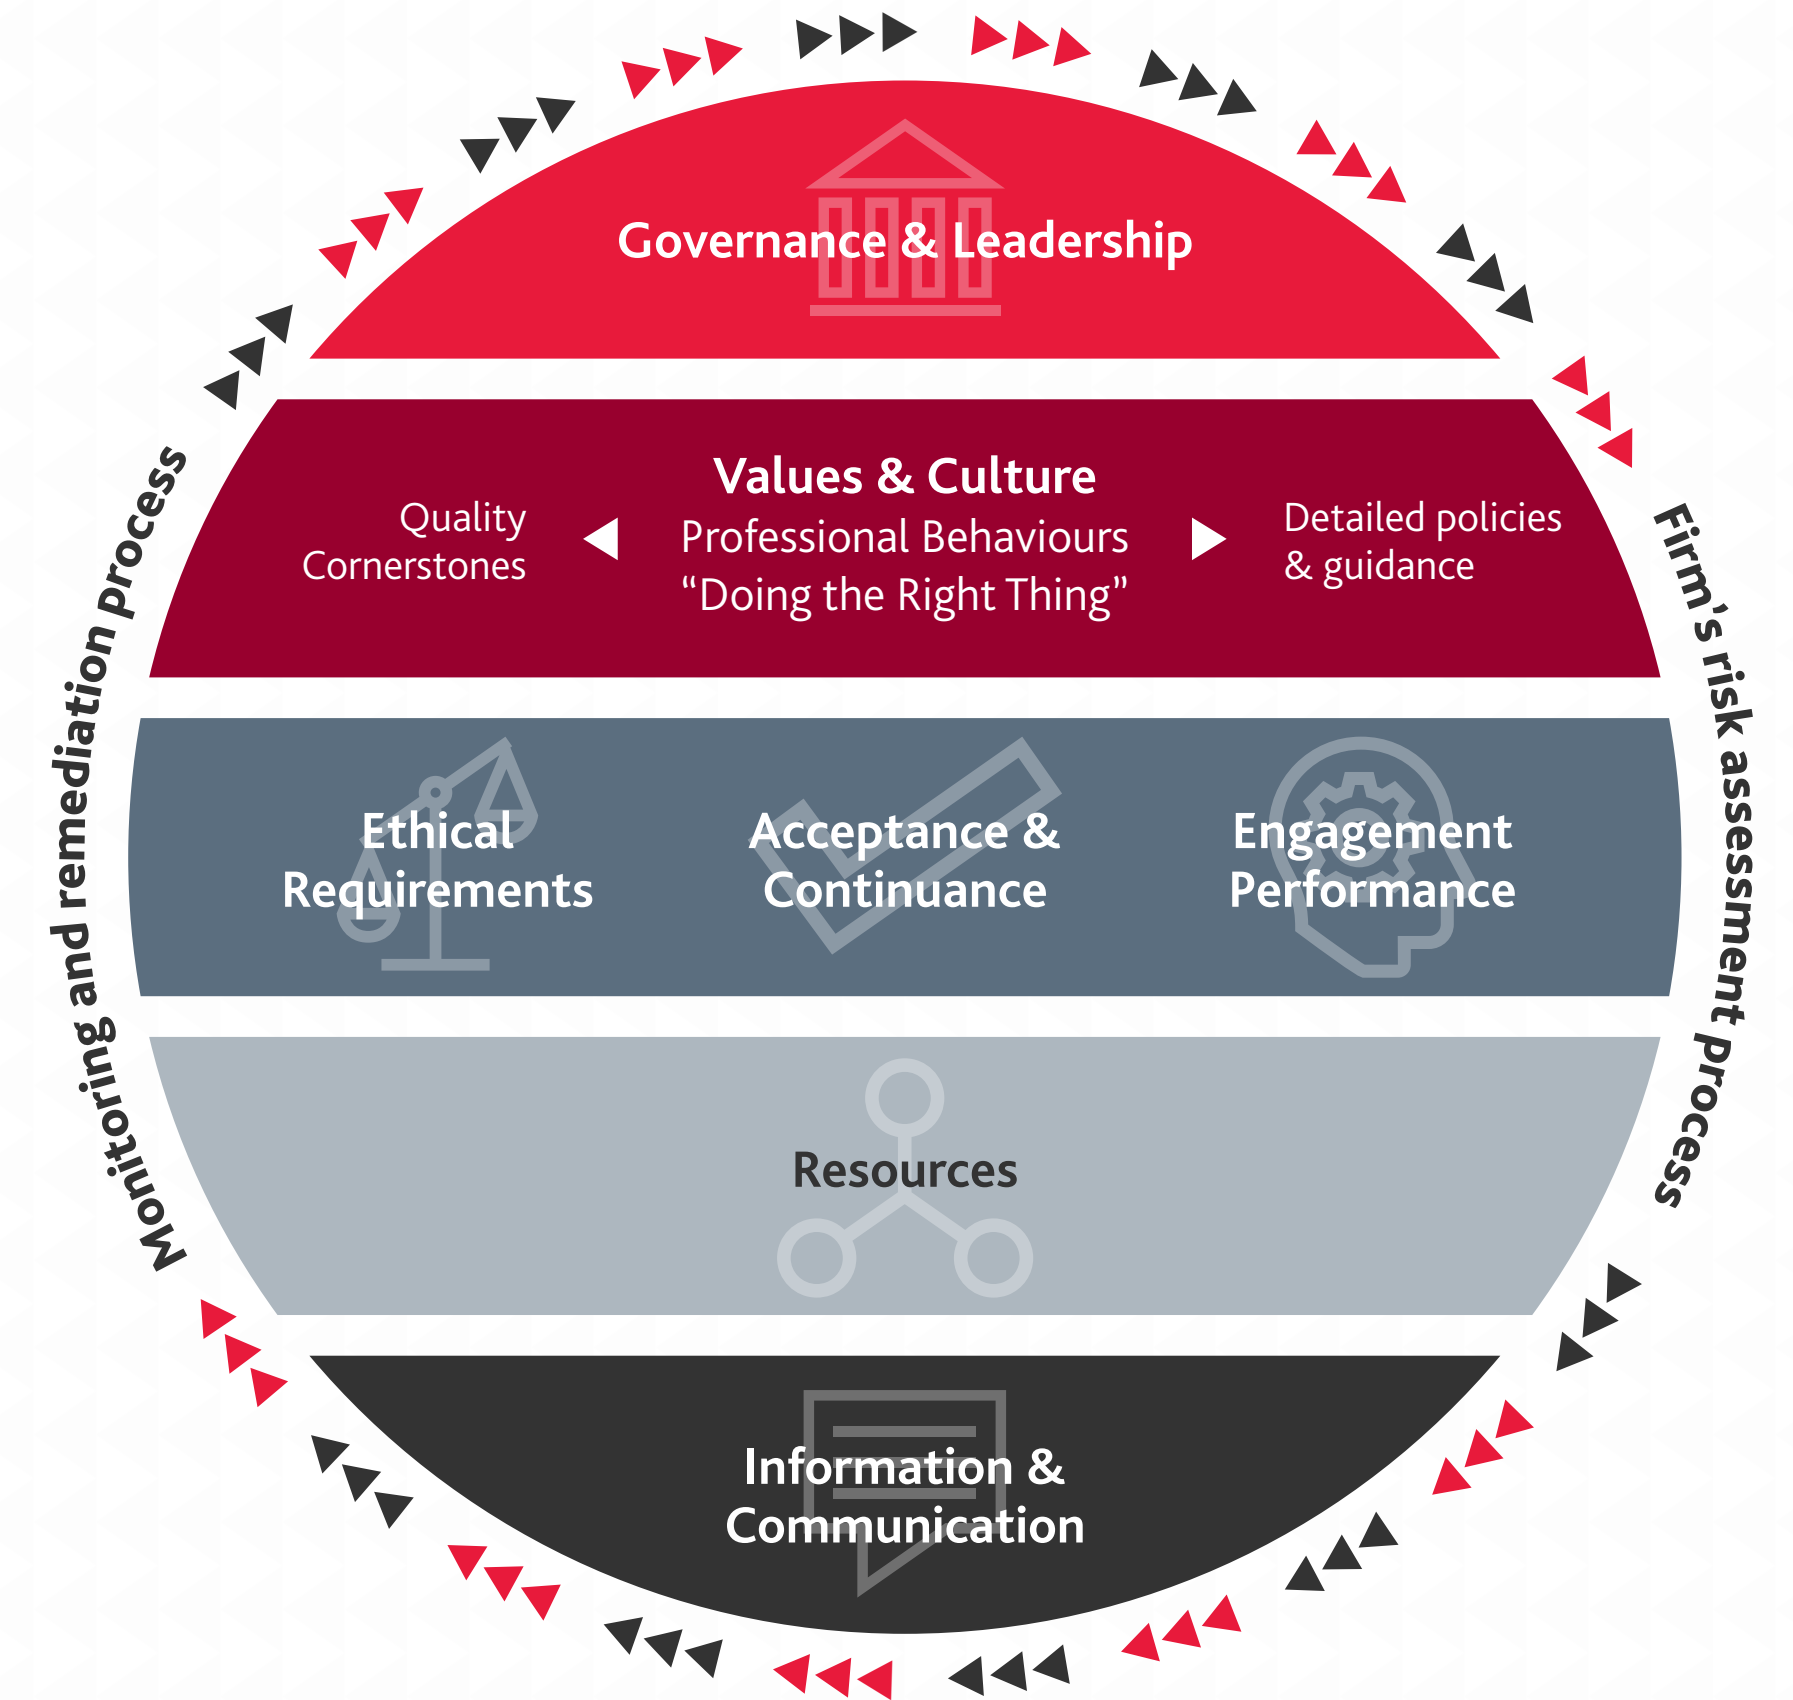 Governance & Leadership
Values & Culture
Professional Behaviours
“Doing the Right Thing”
Quality
Cornerstones
Detailed policies
& guidance
Ethical
Requirements
Acceptance &
Continuance
Engagement
Performance
Resources
Information &
Communication
Monitoring and remediation process
Firm's risk assessment process